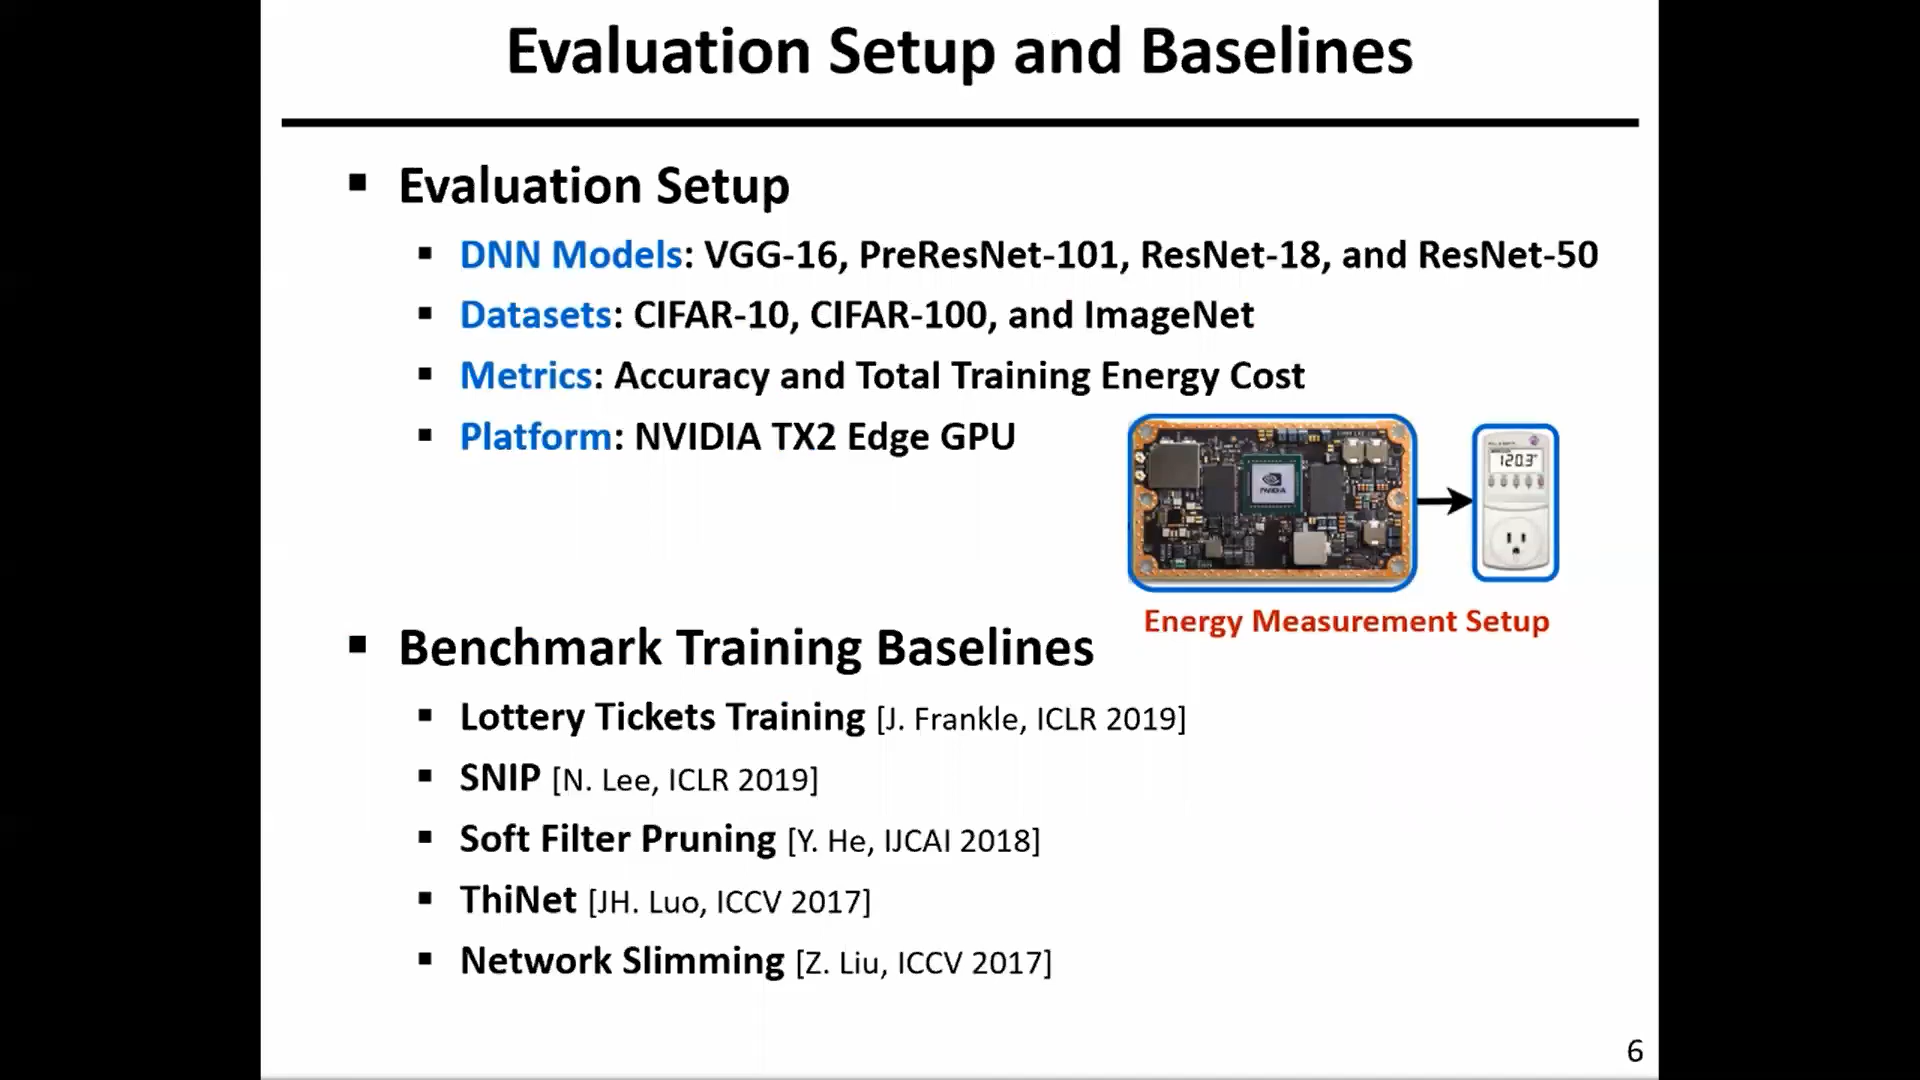 Evaluation Setup and Baselines
▪ Evaluation Setup
▪ DNN Models: VGG-16, PreResNet-101, ResNet-18, and ResNet-50
▪ Datasets: CIFAR-10, CIFAR-100, and ImageNet
▪ Metrics: Accuracy and Total Training Energy Cost
▪ Platform: NVIDIA TX2 Edge GPU
NVIDIA
120.3
Energy Measurement Setup
▪ Benchmark Training Baselines
▪ Lottery Tickets Training [J. Frankle, ICLR 2019]
▪ SNIP [N. Lee, ICLR 2019]
▪ Soft Filter Pruning [Y. He, IJCAI 2018]
▪ ThiNet [JH. Luo, ICCV 2017]
▪ Network Slimming [Z. Liu, ICCV 2017]
6